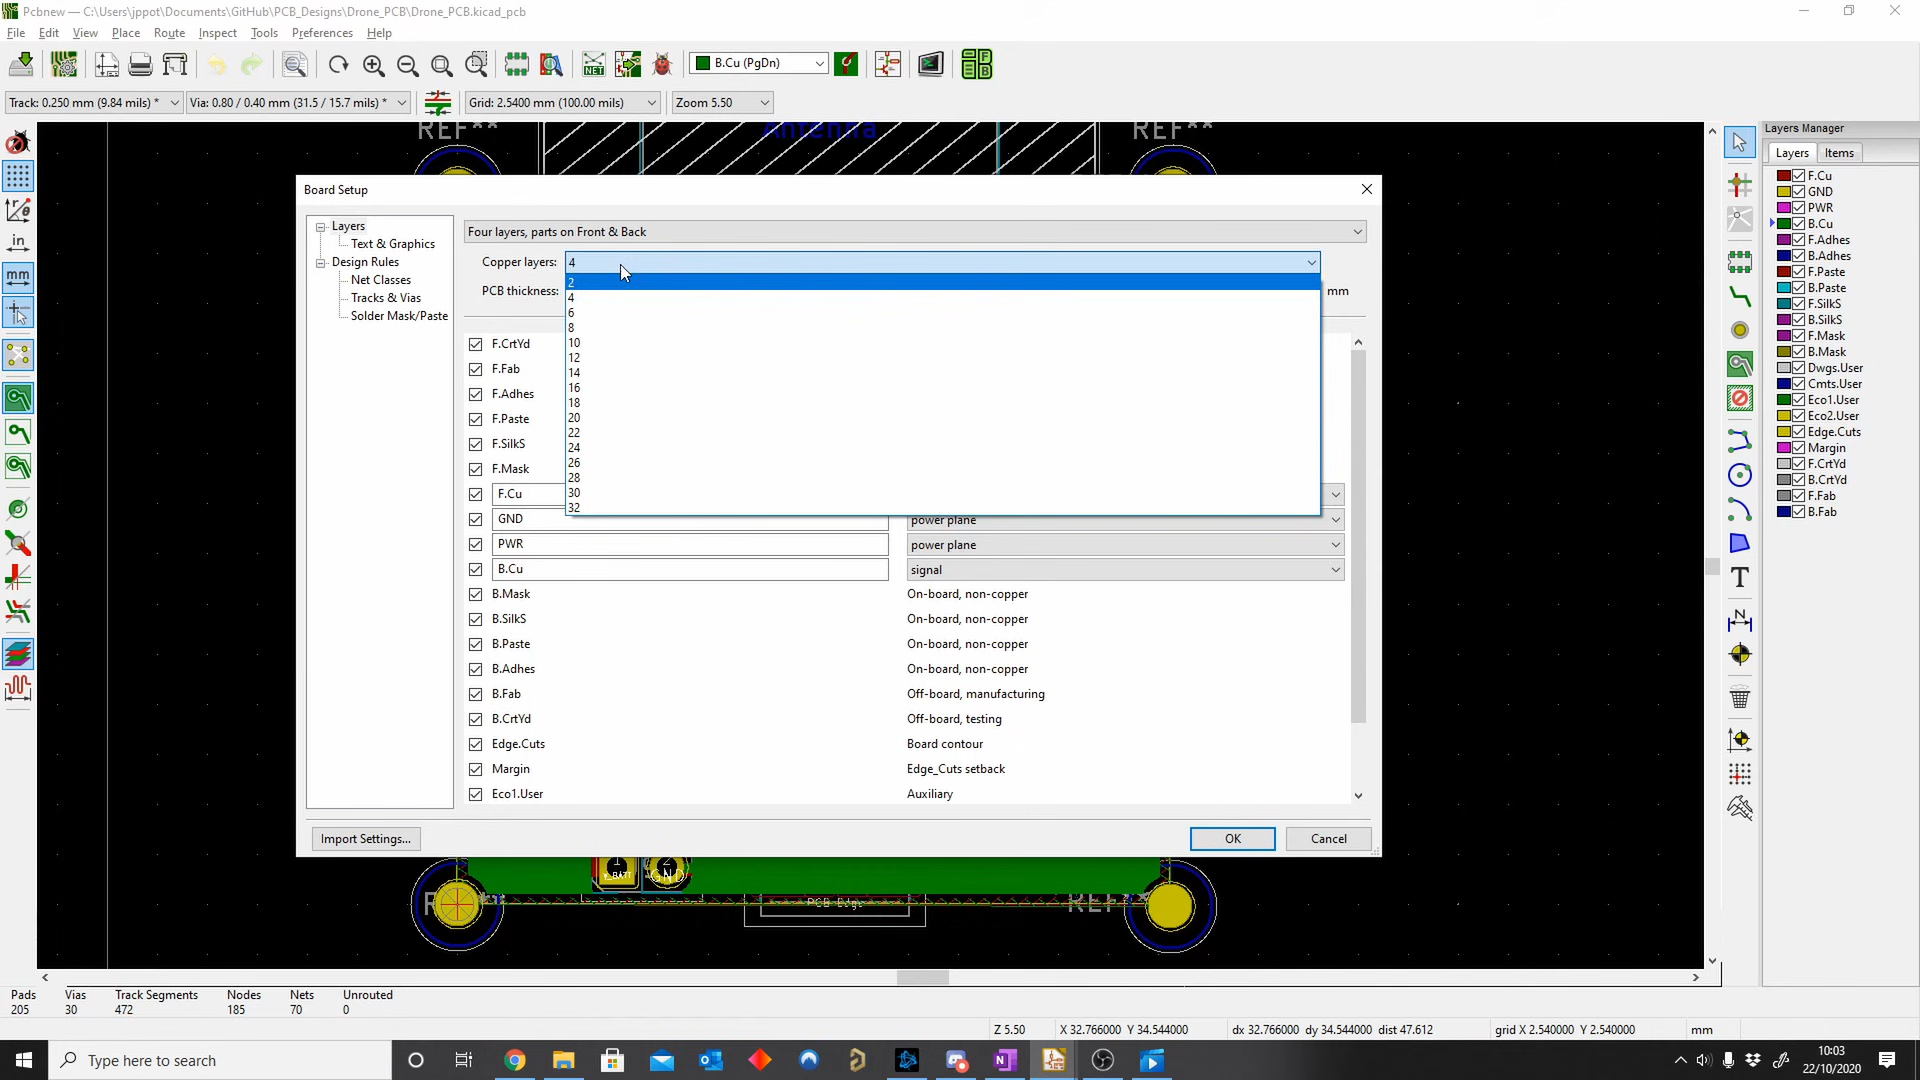 Pcbnew — C:\Users\jppot\Documents\GitHub\PCB_Designs\Drone_PCB\Drone_PCB.kicad_pcb
File Edit View Place Route Inspect Tools Preferences Help
NET
B.Cu (PgDn)
Track: 0.250 mm (9.84 mils) * Via: 0.80 / 0.40 mm (31.5 / 15.7 mils) * Grid: 2.5400 mm (100.00 mils) Zoom 5.50
REF** Antenna REF**
Layers Manager
Layers Items
F.Cu
GND
PWR
B.Cu
F.Adhes
B.Adhes
F.Paste
B.Paste
F.SilkS
B.SilkS
F.Mask
B.Mask
Dwgs.User
Cmts.User
Eco1.User
Eco2.User
Edge.Cuts
Margin
F.CrtYd
B.CrtYd
F.Fab
B.Fab
in
mm
Board Setup
Layers
Text & Graphics
Design Rules
Net Classes
Tracks & Vias
Solder Mask/Paste
Four layers, parts on Front & Back
Copper layers: 4
PCB thickness: mm
2
4
6
8
10
12
14
16
18
20
22
24
26
28
30
32
F.CrtYd
F.Fab
F.Adhes
F.Paste
F.SilkS
F.Mask
F.Cu
GND power plane
PWR power plane
B.Cu signal
B.Mask On-board, non-copper
B.SilkS On-board, non-copper
B.Paste On-board, non-copper
B.Adhes On-board, non-copper
B.Fab Off-board, manufacturing
B.CrtYd Off-board, testing
Edge.Cuts Board contour
Margin Edge_Cuts setback
Eco1.User Auxiliary
Import Settings... OK Cancel
1 2
GND
PCB Edge
Pads Vias Track Segments Nodes Nets Unrouted
205 30 472 185 70 0
Z 5.50 X 32.766000 Y 34.544000 dx 32.766000 dy 34.544000 dist 47.612 grid X 2.540000 Y 2.540000 mm
Type here to search
10:03
22/10/2020